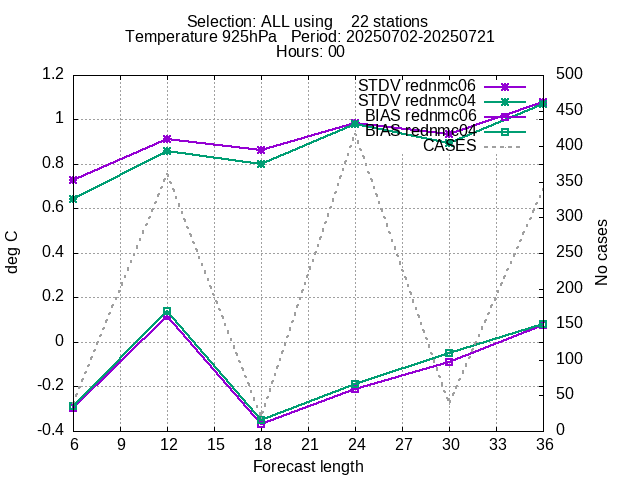 Selection: ALL using 22 stations
Temperature 925hPa Period: 20250702-20250721
Hours: 00
STDV rednmc06
STDV rednmc04
BIAS rednmc06
BIAS rednmc04
CASES
deg C
1.2
1
0.8
0.6
0.4
0.2
0
-0.2
-0.4
500
450
400
350
300
250
200
150
100
50
0
No cases
6 9 12 15 18 21 24 27 30 33 36
Forecast length